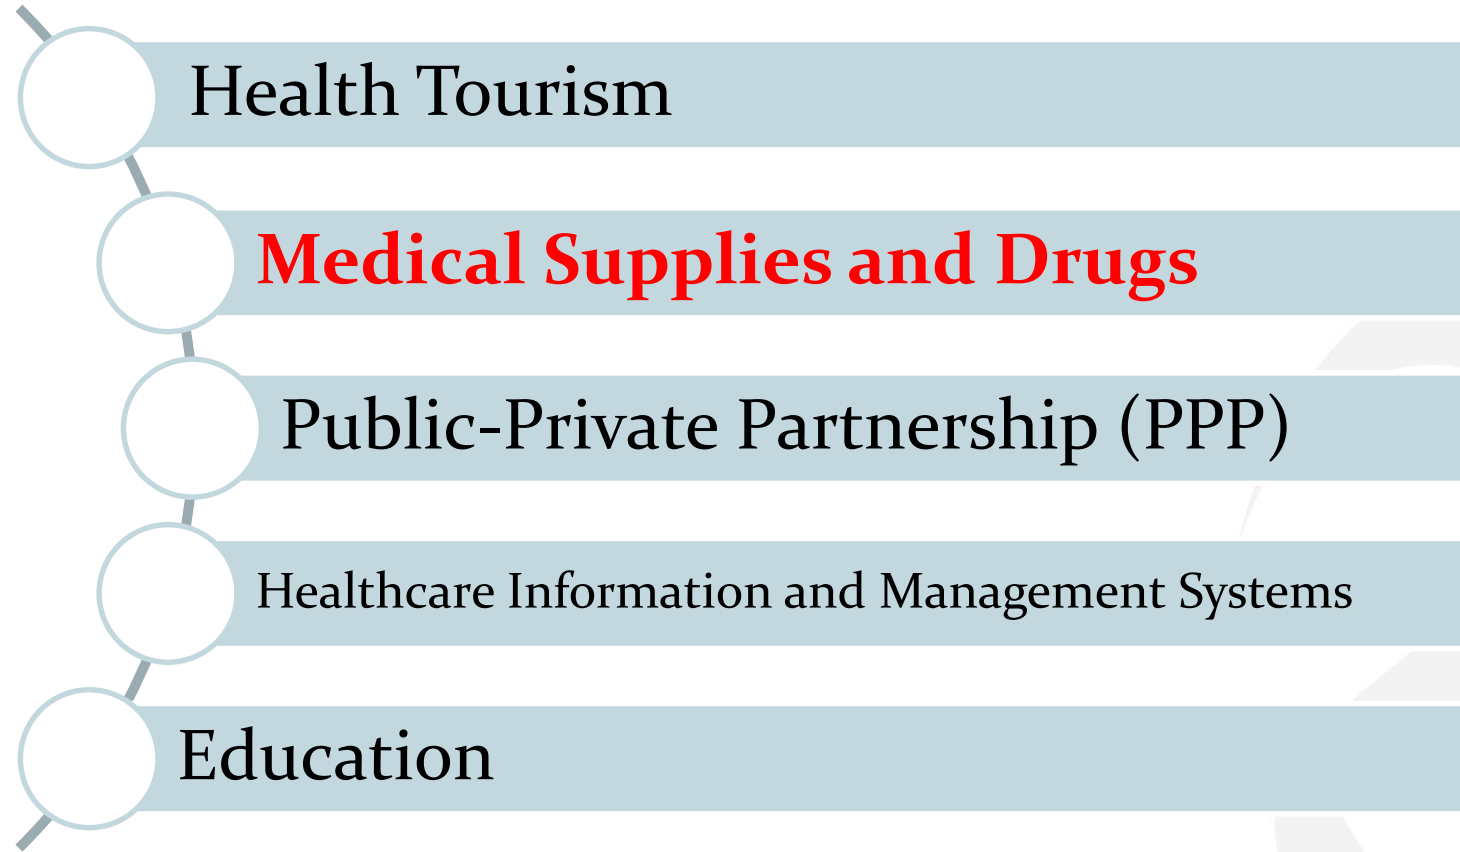 Health Tourism
Medical Supplies and Drugs
Public-Private Partnership (PPP)
Healthcare Information and Management Systems
Education